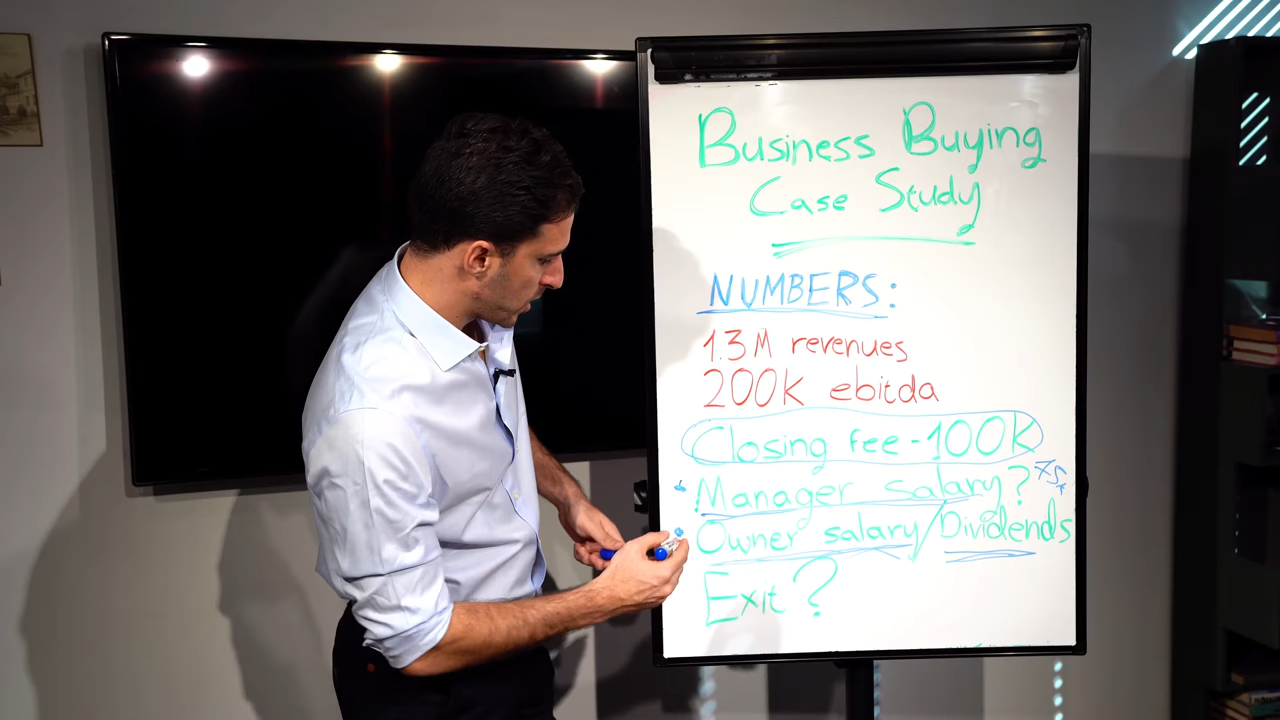 Business Buying
Case Study
NUMBERS:
1.3M revenues
200K ebitda
Closing fee - 100K
Manager salary?
Owner salary/Dividends
Exit?